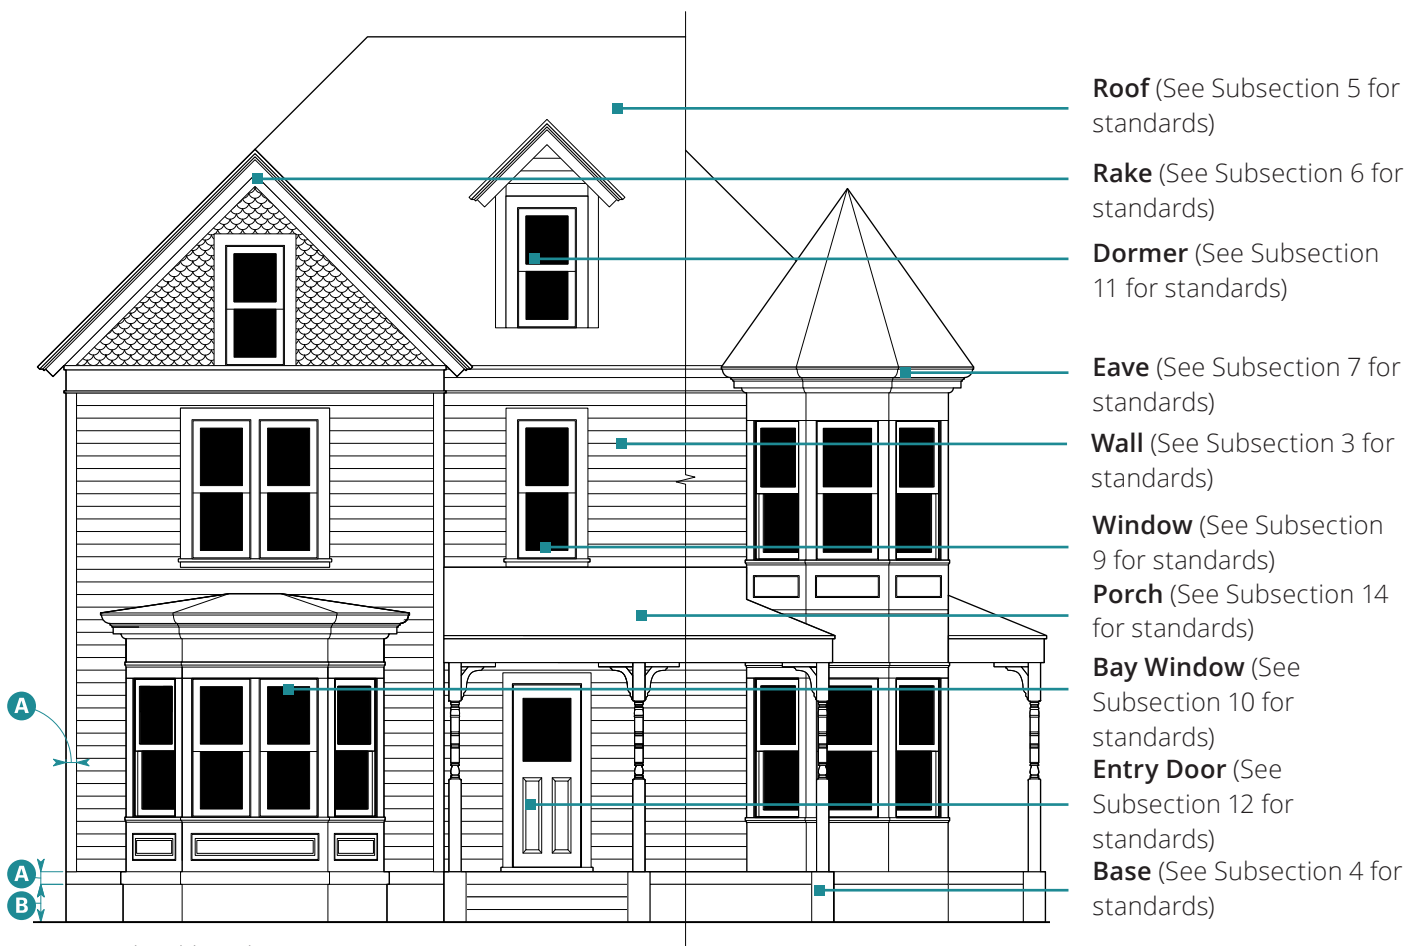 Roof (See Subsection 5 for
standards)
Rake (See Subsection 6 for
standards)
Dormer (See Subsection
11 for standards)
Eave (See Subsection 7 for
standards)
Wall (See Subsection 3 for
standards)
Window (See Subsection
9 for standards)
Porch (See Subsection 14
for standards)
Bay Window (See
Subsection 10 for
standards)
Entry Door (See
Subsection 12 for
standards)
Base (See Subsection 4 for
standards)
A
A
B